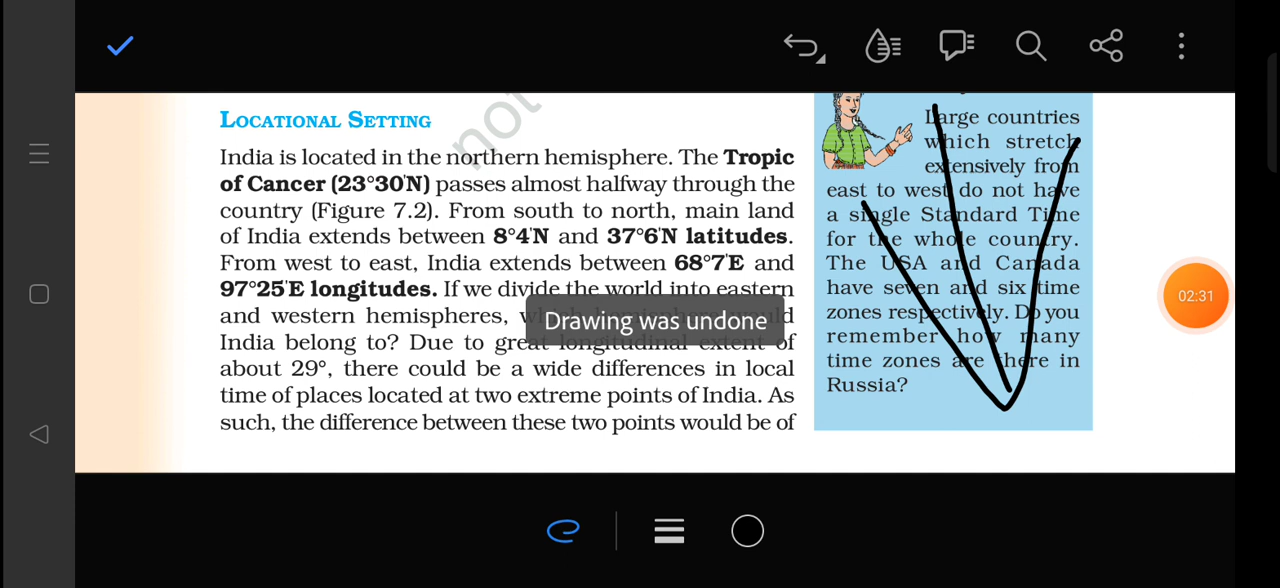 not
LOCATIONAL SETTING
India is located in the northern hemisphere. The Tropic
of Cancer (23°30'N) passes almost halfway through the
country (Figure 7.2). From south to north, main land
of India extends between 8°4'N and 37°6'N latitudes.
From west to east, India extends between 68°7'E and
97°25'E longitudes. If we divide the world into eastern
and western hemispheres, which hemisphere would
India belong to? Due to great longitudinal extent of
about 29°, there could be a wide differences in local
time of places located at two extreme points of India. As
such, the difference between these two points would be of
Drawing was undone
Large countries
which stretch
extensively from
east to west do not have
a single Standard Time
for the whole country.
The USA and Canada
have seven and six time
zones respectively. Do you
remember how many
time zones are there in
Russia?
02:31